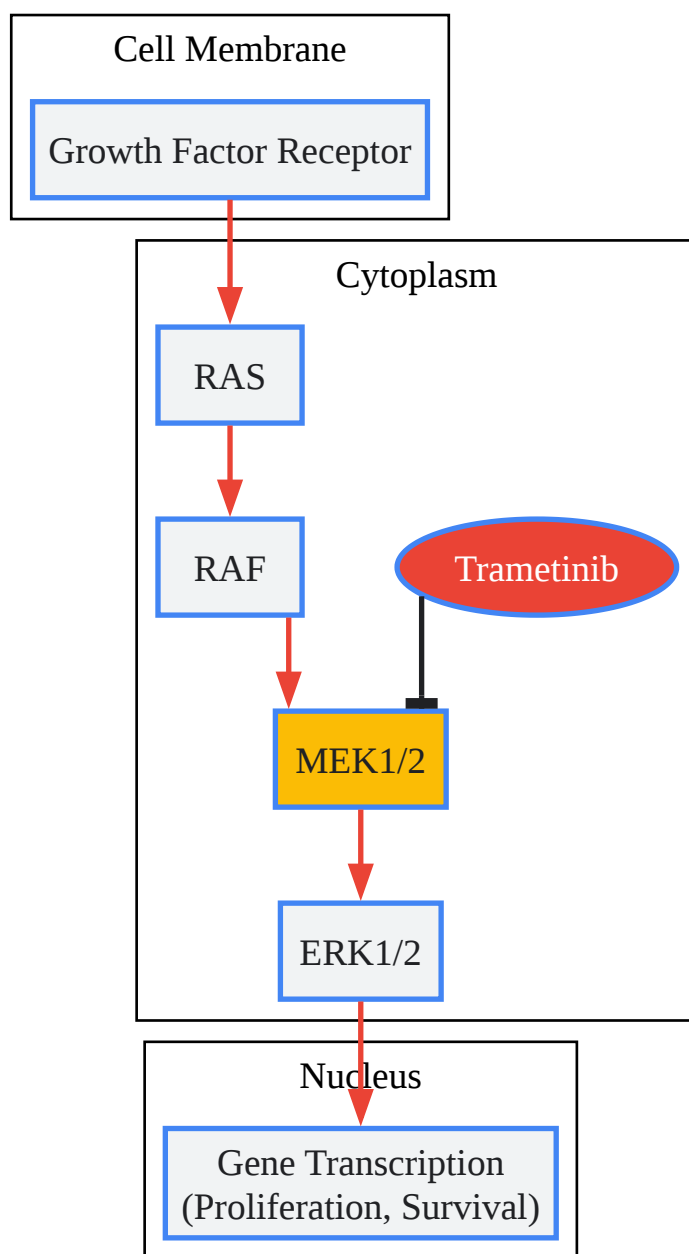 Cell Membrane
Growth Factor Receptor
Cytoplasm
RAS
RAF
Trametinib
MEK1/2
ERK1/2
Nucleus
Gene Transcription
(Proliferation, Survival)